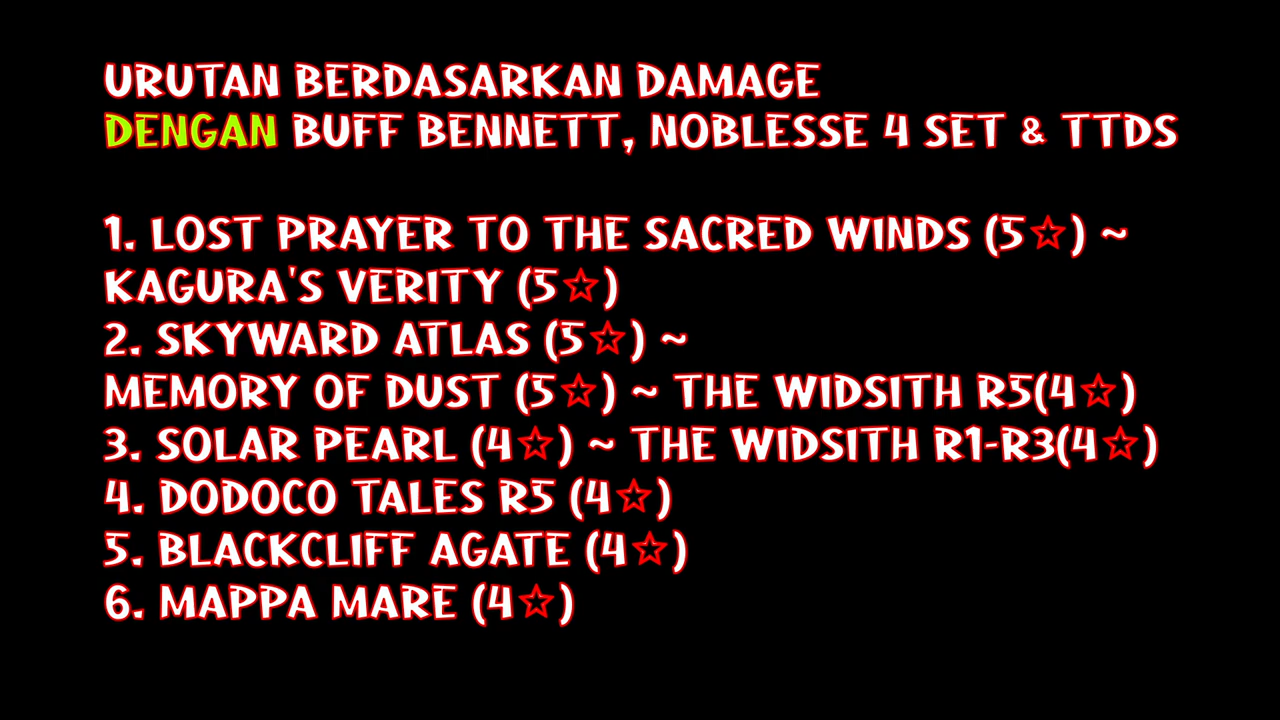 URUTAN BERDASARKAN DAMAGE
DENGAN BUFF BENNETT, NOBLESSE 4 SET & TTDS
1. LOST PRAYER TO THE SACRED WINDS (5☆) ~
KAGURA'S VERITY (5☆)
2. SKYWARD ATLAS (5☆) ~
MEMORY OF DUST (5☆) ~ THE WIDSITH R5(4☆)
3. SOLAR PEARL (4☆) ~ THE WIDSITH R1-R3(4☆)
4. DODOCO TALES R5 (4☆)
5. BLACKCLIFF AGATE (4☆)
6. MAPPA MARE (4☆)